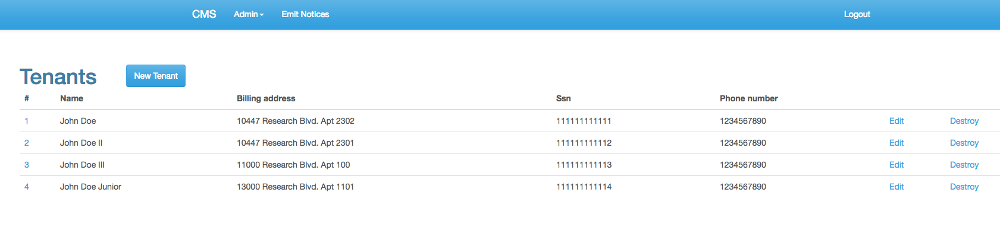 CMS Admin Emit Notices Logout
Tenants New Tenant
# Name Billing address Ssn Phone number
1 John Doe 10447 Research Blvd. Apt 2302 111111111111 1234567890 Edit Destroy
2 John Doe II 10447 Research Blvd. Apt 2301 111111111112 1234567890 Edit Destroy
3 John Doe III 11000 Research Blvd. Apt 100 111111111113 1234567890 Edit Destroy
4 John Doe Junior 13000 Research Blvd. Apt 1101 111111111114 1234567890 Edit Destroy